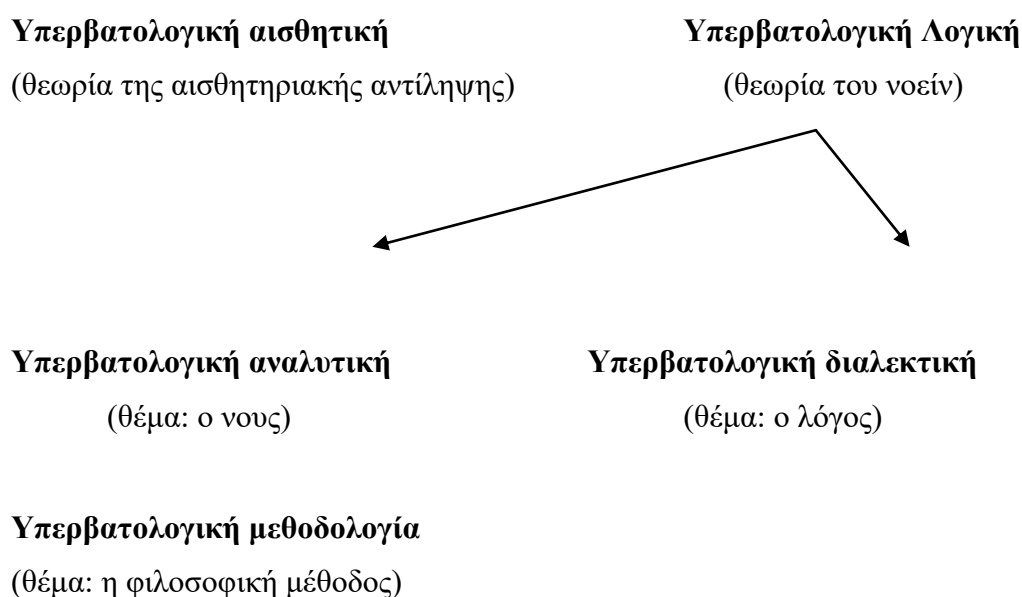 Υπερβατολογική αισθητική Υπερβατολογική Λογική
(θεωρία της αισθητηριακής αντίληψης) (θεωρία του νοείν)
Υπερβατολογική αναλυτική Υπερβατολογική διαλεκτική
(θέμα: ο νους) (θέμα: ο λόγος)
Υπερβατολογική μεθοδολογία
(θέμα: η φιλοσοφική μέθοδος)